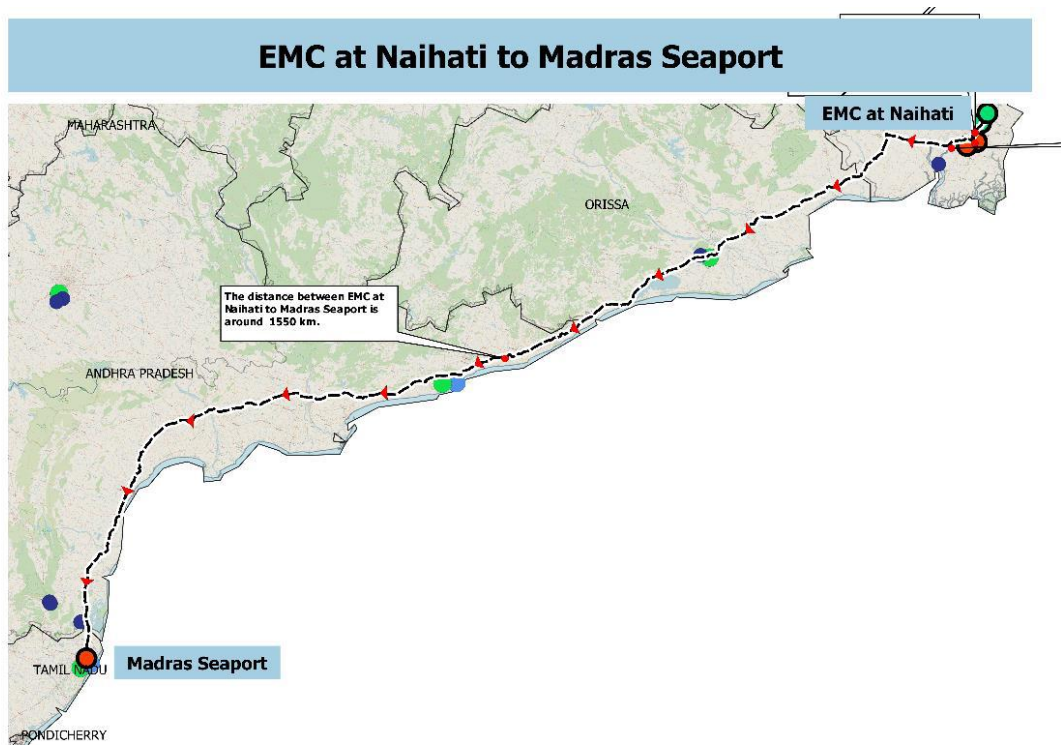 EMC at Naihati to Madras Seaport
MAHARASHTRA
EMC at Naihati
ORISSA
The distance between EMC at
Naihati to Madras Seaport is
around 1550 km.
ANDHRA PRADESH
Madras Seaport
TAMIL NADU
PONDICHERRY